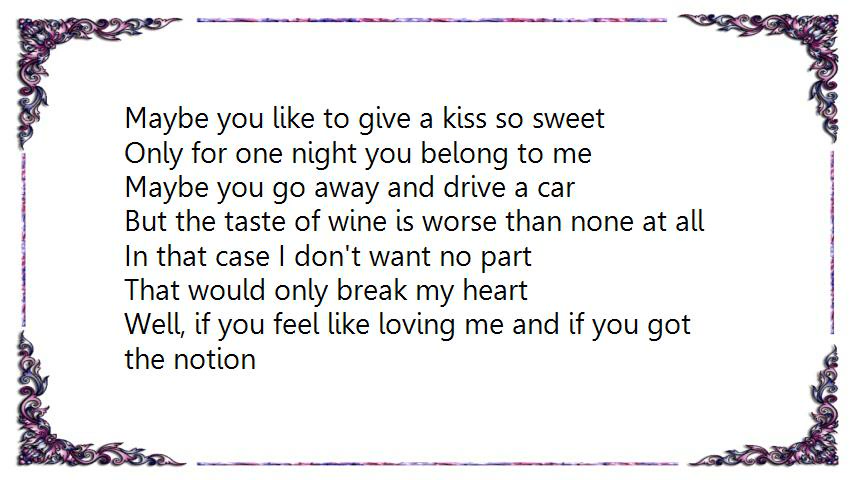 Maybe you like to give a kiss so sweet
Only for one night you belong to me
Maybe you go away and drive a car
But the taste of wine is worse than none at all
In that case I don't want no part
That would only break my heart
Well, if you feel like loving me and if you got
the notion